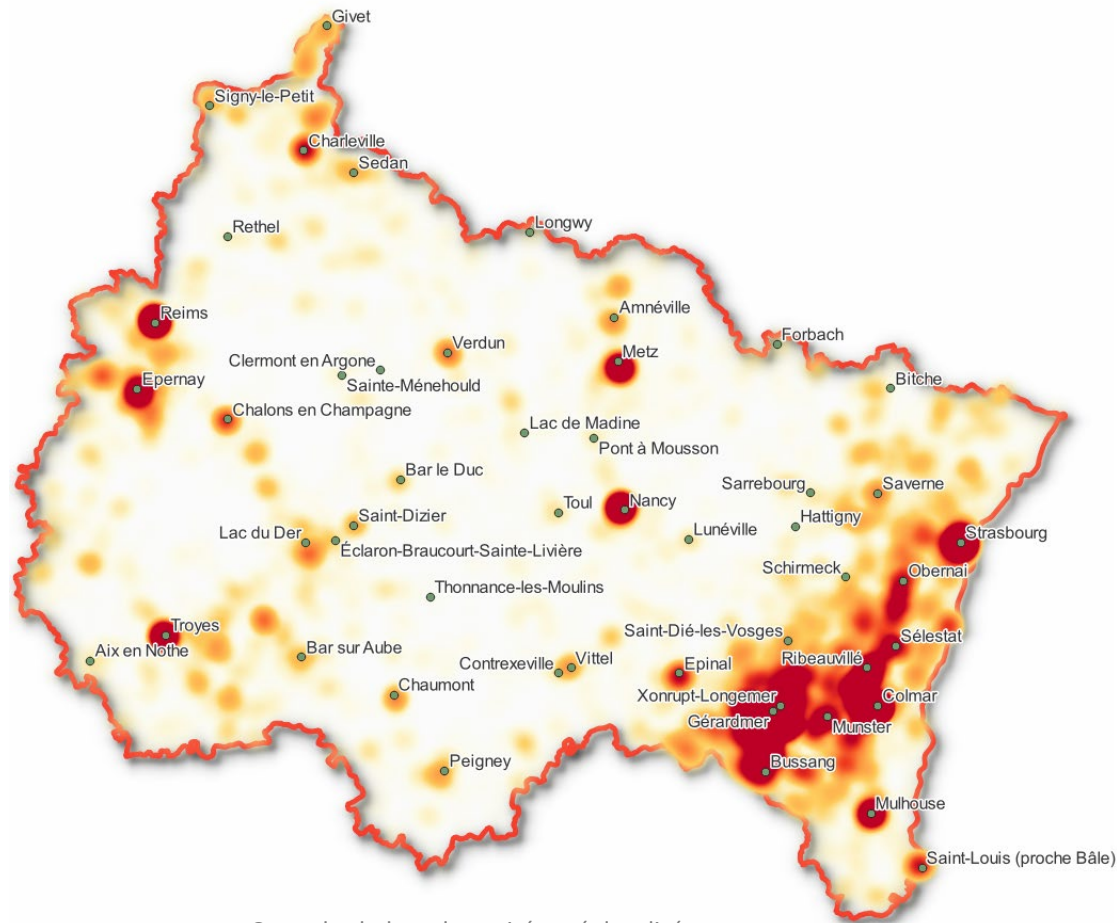 Givet
Signy-le-Petit
Charleville
Sedan
Rethel
Longwy
Reims
Amnéville
Forbach
Verdun
Metz
Clermont en Argone
Epernay
Sainte-Ménehould
Bitche
Chalons en Champagne
Lac de Madine
Pont à Mousson
Bar le Duc
Sarrebourg
Saverne
Toul
Nancy
Saint-Dizier
Hattigny
Lac du Der
Lunéville
Strasbourg
Éclaron-Braucourt-Sainte-Livière
Schirmeck
Obernai
Thonnance-les-Moulins
Troyes
Saint-Dié-les-Vosges
Sélestat
Aix en Nothe
Bar sur Aube
Contrexeville
Vittel
Epinal
Ribeauvillé
Chaumont
Xonrupt-Longemer
Colmar
Gérardmer
Munster
Peigney
Bussang
Mulhouse
Saint-Louis (proche Bâle)